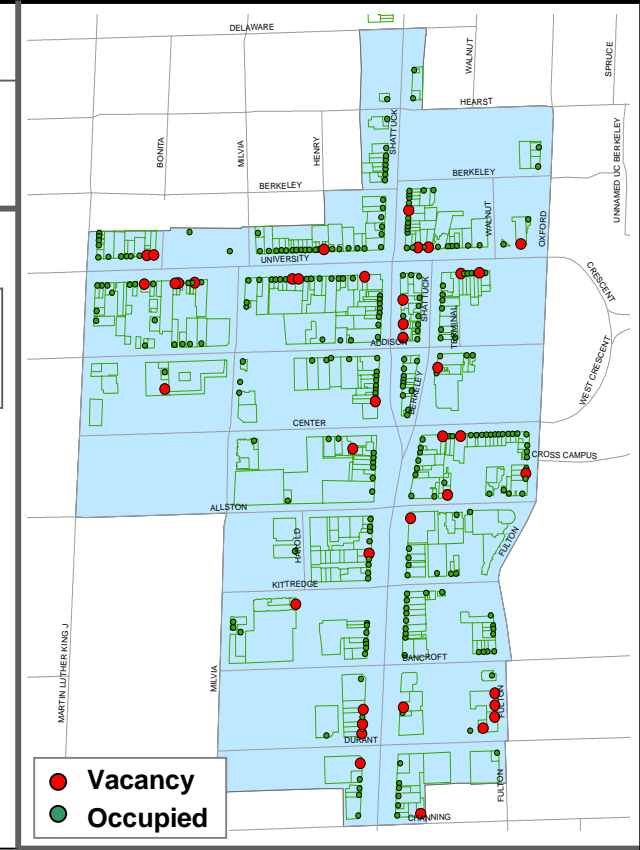 DELAWARE
WALNUT
SPRUCE
HEARST
SHATTUCK
UNNAMED UC BERKELEY
BONITA
MILVIA
HENRY
BERKELEY
BERKELEY
WALNUT
OXFORD
UNIVERSITY
CRESCENT
SHATTUCK
TERMINAL
ADDISON
WEST CRESCENT
BERKELEY
CENTER
CROSS CAMPUS
ALLSTON
HAROLD
FULTON
KITTREDGE
BANCROFT
MARTIN LUTHER KING J
MILVIA
FULTON
DURANT
FULTON
CHANNING
Vacancy
Occupied